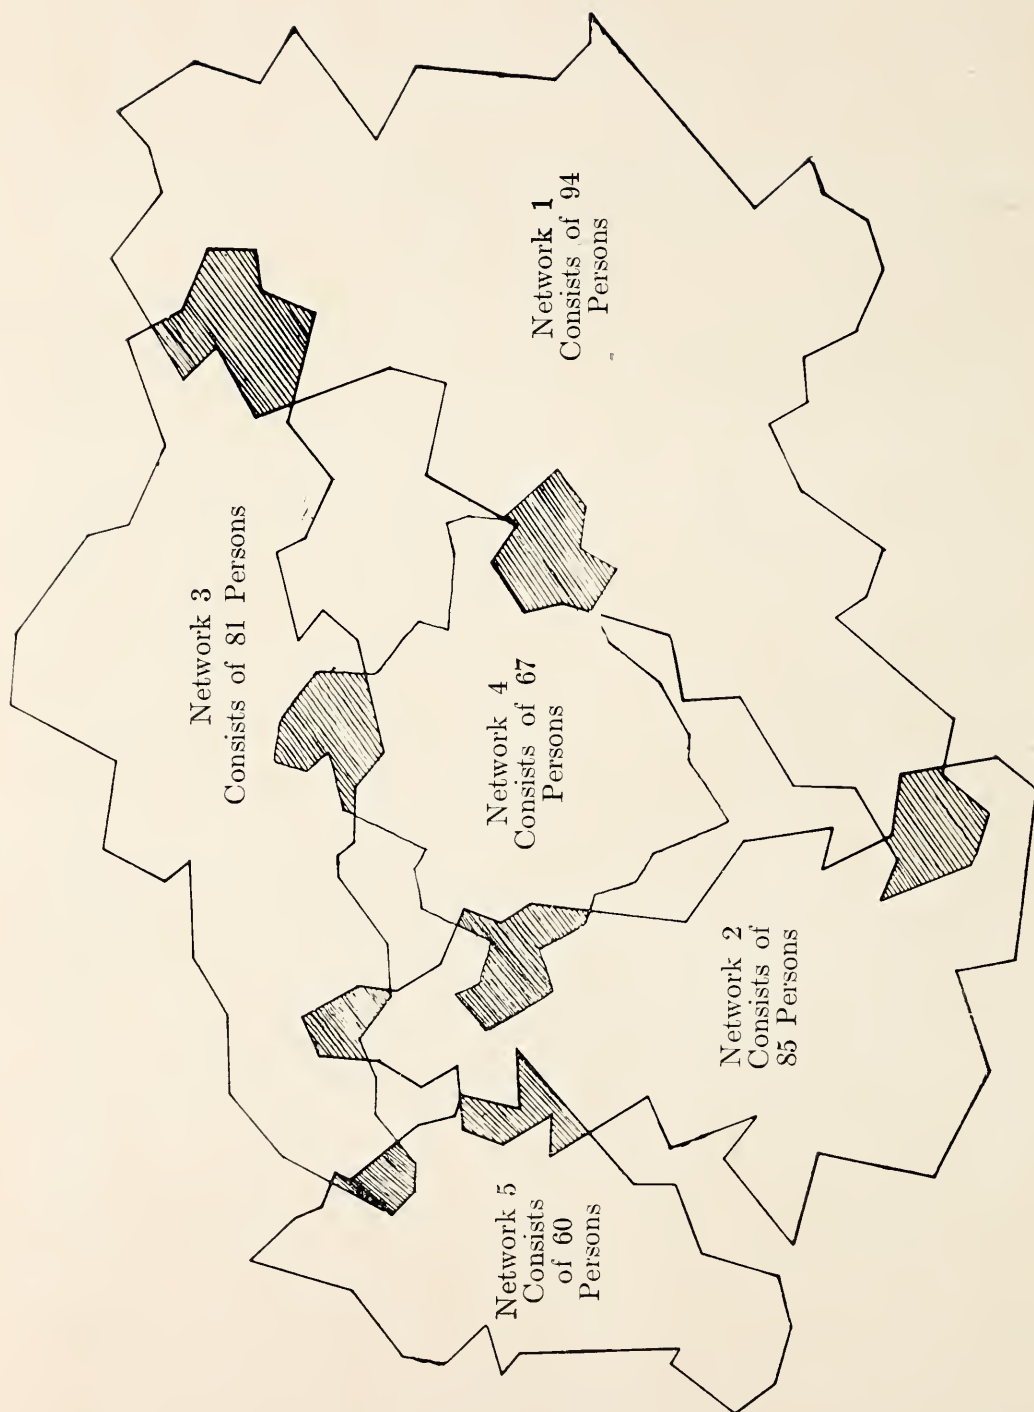 Network 3
Consists of 81 Persons
Network 1
Consists of 94
Persons
Network 4
Consists of 67
Persons
Network 2
Consists of
85 Persons
Network 5
Consists
of 60
Persons